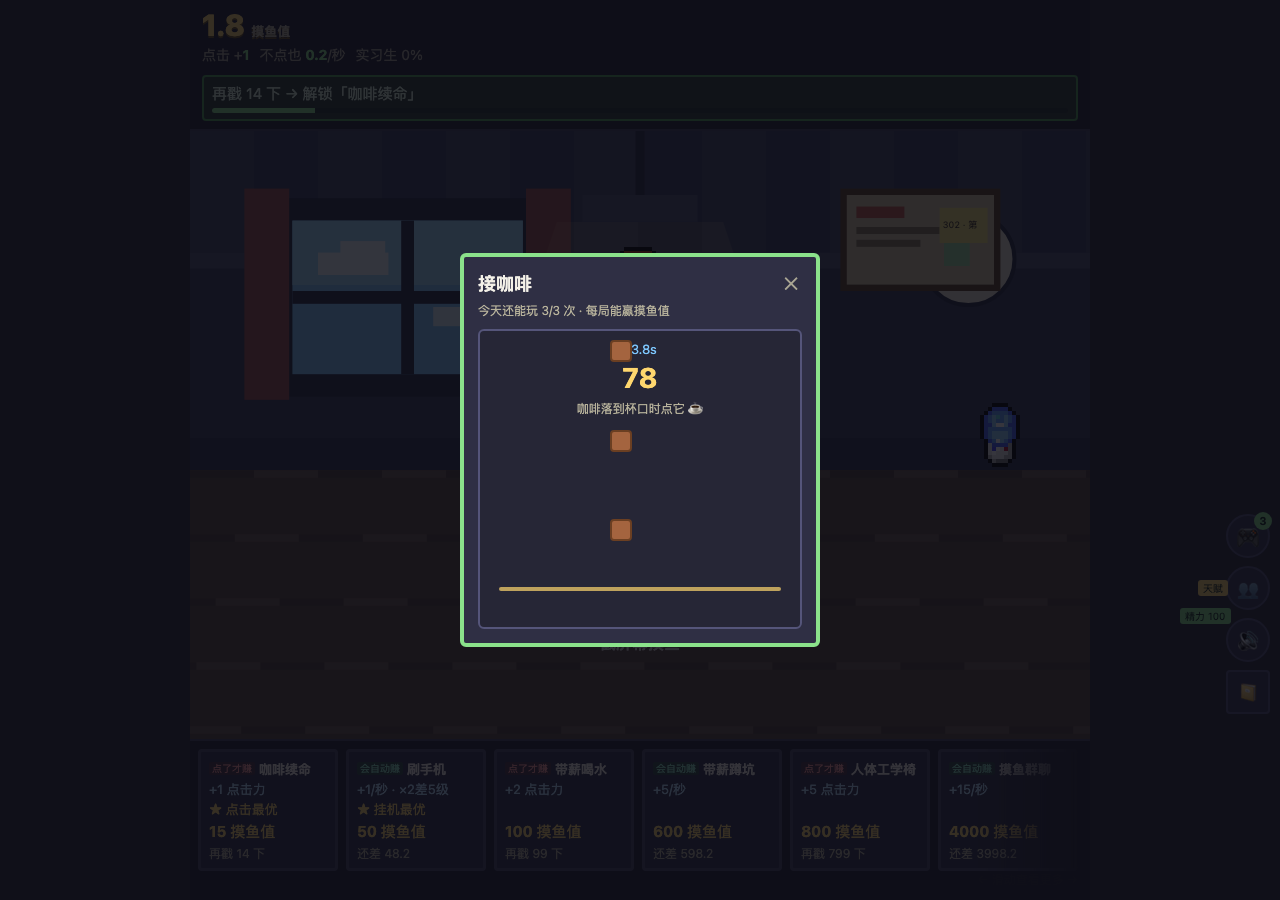 1.8 摸鱼值
点击 +1 不点也 0.2/秒 实习生 0%
再戳 14 下 → 解锁「咖啡续命」
302 · 第
接咖啡
今天还能玩 3/3 次 · 每局能赢摸鱼值
3.8s
78
咖啡落到杯口时点它 ☕
3
天赋
精力 100
点了才赚 咖啡续命
+1 点击力
★ 点击最优
15 摸鱼值
再戳 14 下
会自动赚 刷手机
+1/秒 · ×2差5级
★ 挂机最优
50 摸鱼值
还差 48.2
点了才赚 带薪喝水
+2 点击力
100 摸鱼值
再戳 99 下
会自动赚 带薪蹲坑
+5/秒
600 摸鱼值
还差 598.2
点了才赚 人体工学椅
+5 点击力
800 摸鱼值
再戳 799 下
会自动赚 摸鱼群聊
+15/秒
4000 摸鱼值
还差 3998.2